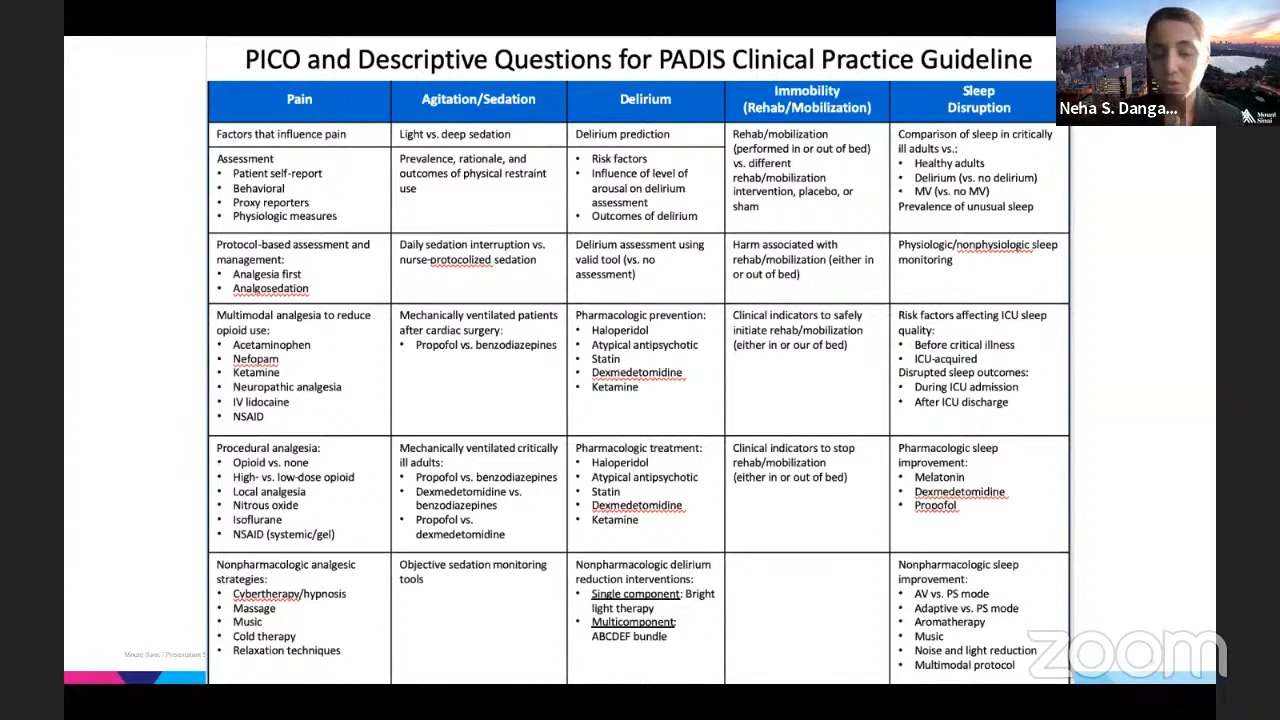 PICO and Descriptive Questions for PADIS Clinical Practice Guideline
Neha S. Danga...
Mount
Sinai
Pain
Agitation/Sedation
Delirium
Immobility
(Rehab/Mobilization)
Sleep
Disruption
Factors that influence pain
Light vs. deep sedation
Delirium prediction
Rehab/mobilization
(performed in or out of bed)
vs. different
rehab/mobilization
intervention, placebo, or
sham
Comparison of sleep in critically
ill adults vs.:
• Healthy adults
• Delirium (vs. no delirium)
• MV (vs. no MV)
Prevalence of unusual sleep
Assessment
• Patient self-report
• Behavioral
• Proxy reporters
• Physiologic measures
Prevalence, rationale, and
outcomes of physical restraint
use
• Risk factors
• Influence of level of
arousal on delirium
assessment
• Outcomes of delirium
Protocol-based assessment and
management:
• Analgesia first
• Analgosedation
Daily sedation interruption vs.
nurse-protocolized sedation
Delirium assessment using
valid tool (vs. no
assessment)
Harm associated with
rehab/mobilization (either in
or out of bed)
Physiologic/nonphysiologic sleep
monitoring
Multimodal analgesia to reduce
opioid use:
• Acetaminophen
• Nefopam
• Ketamine
• Neuropathic analgesia
• IV lidocaine
• NSAID
Mechanically ventilated patients
after cardiac surgery:
• Propofol vs. benzodiazepines
Pharmacologic prevention:
• Haloperidol
• Atypical antipsychotic
• Statin
• Dexmedetomidine
• Ketamine
Clinical indicators to safely
initiate rehab/mobilization
(either in or our of bed)
Risk factors affecting ICU sleep
quality:
• Before critical illness
• ICU-acquired
Disrupted sleep outcomes:
• During ICU admission
• After ICU discharge
Procedural analgesia:
• Opioid vs. none
• High- vs. low-dose opioid
• Local analgesia
• Nitrous oxide
• Isoflurane
• NSAID (systemic/gel)
Mechanically ventilated critically
ill adults:
• Propofol vs. benzodiazepines
• Dexmedetomidine vs.
benzodiazepines
• Propofol vs.
dexmedetomidine
Pharmacologic treatment:
• Haloperidol
• Atypical antipsychotic
• Statin
• Dexmedetomidine
• Ketamine
Clinical indicators to stop
rehab/mobilization
(either in or out of bed)
Pharmacologic sleep
improvement:
• Melatonin
• Dexmedetomidine
• Propofol
Nonpharmacologic analgesic
strategies:
• Cybertherapy/hypnosis
• Massage
• Music
• Cold therapy
• Relaxation techniques
Objective sedation monitoring
tools
Nonpharmacologic delirium
reduction interventions:
• Single component: Bright
light therapy
• Multicomponent:
ABCDEF bundle
Nonpharmacologic sleep
improvement:
• AV vs. PS mode
• Adaptive vs. PS mode
• Aromatherapy
• Music
• Noise and light reduction
• Multimodal protocol
Mount Sinai / Presentation
zoom